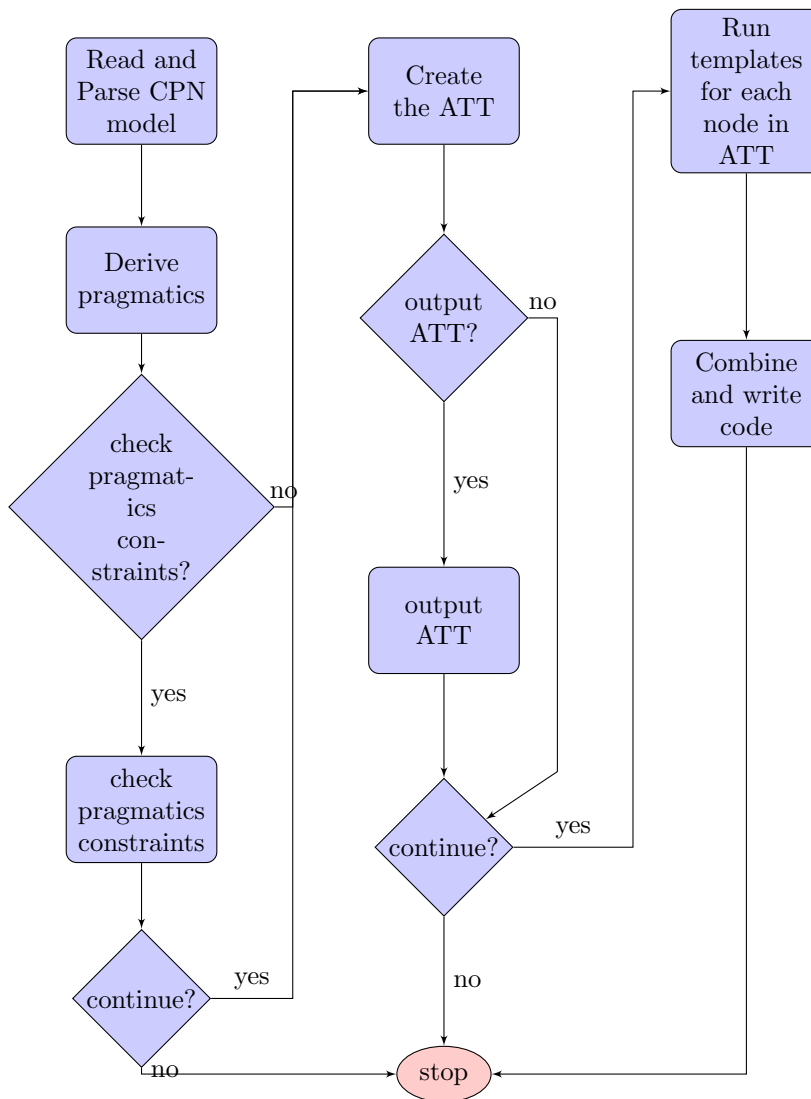 Read and
Parse CPN
model
Derive
pragmatics
check
pragmat-
ics
con-
straints?
no
yes
check
pragmatics
constraints
continue?
yes
no
Create
the ATT
output
ATT?
no
yes
output
ATT
continue?
yes
no
stop
Run
templates
for each
node in
ATT
Combine
and write
code